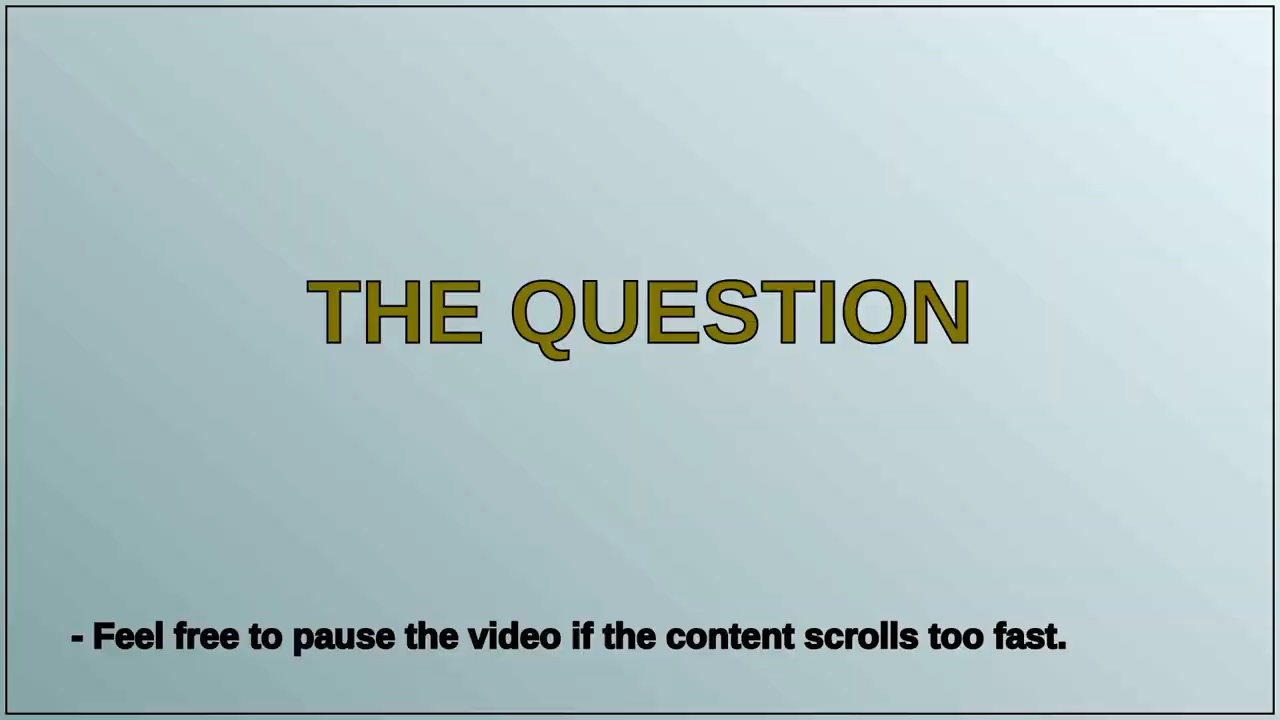 THE QUESTION
- Feel free to pause the video if the content scrolls too fast.